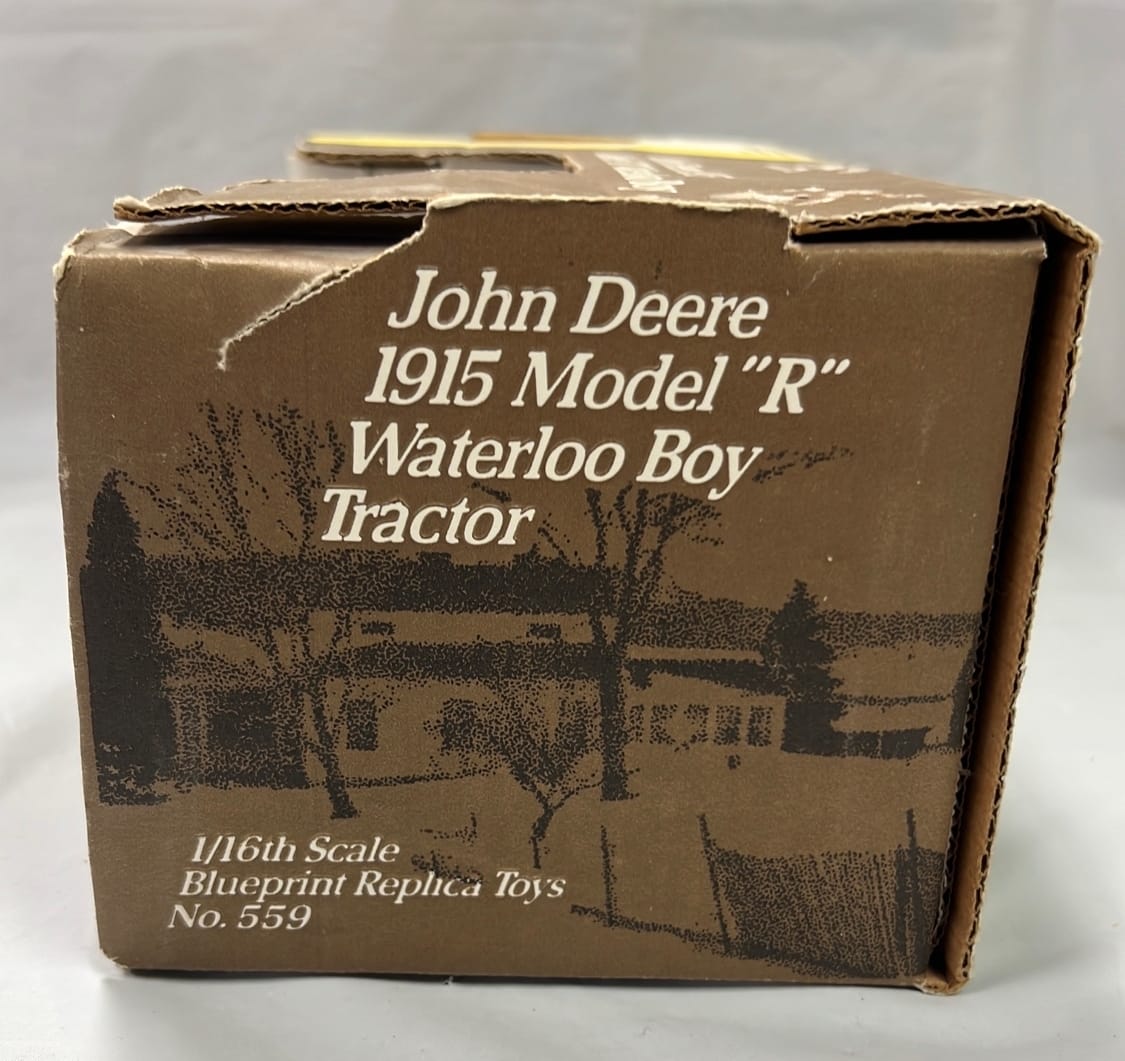 John Deere
1915 Model "R"
Waterloo Boy
Tractor
1/16th Scale
Blueprint Replica Toys
No. 559